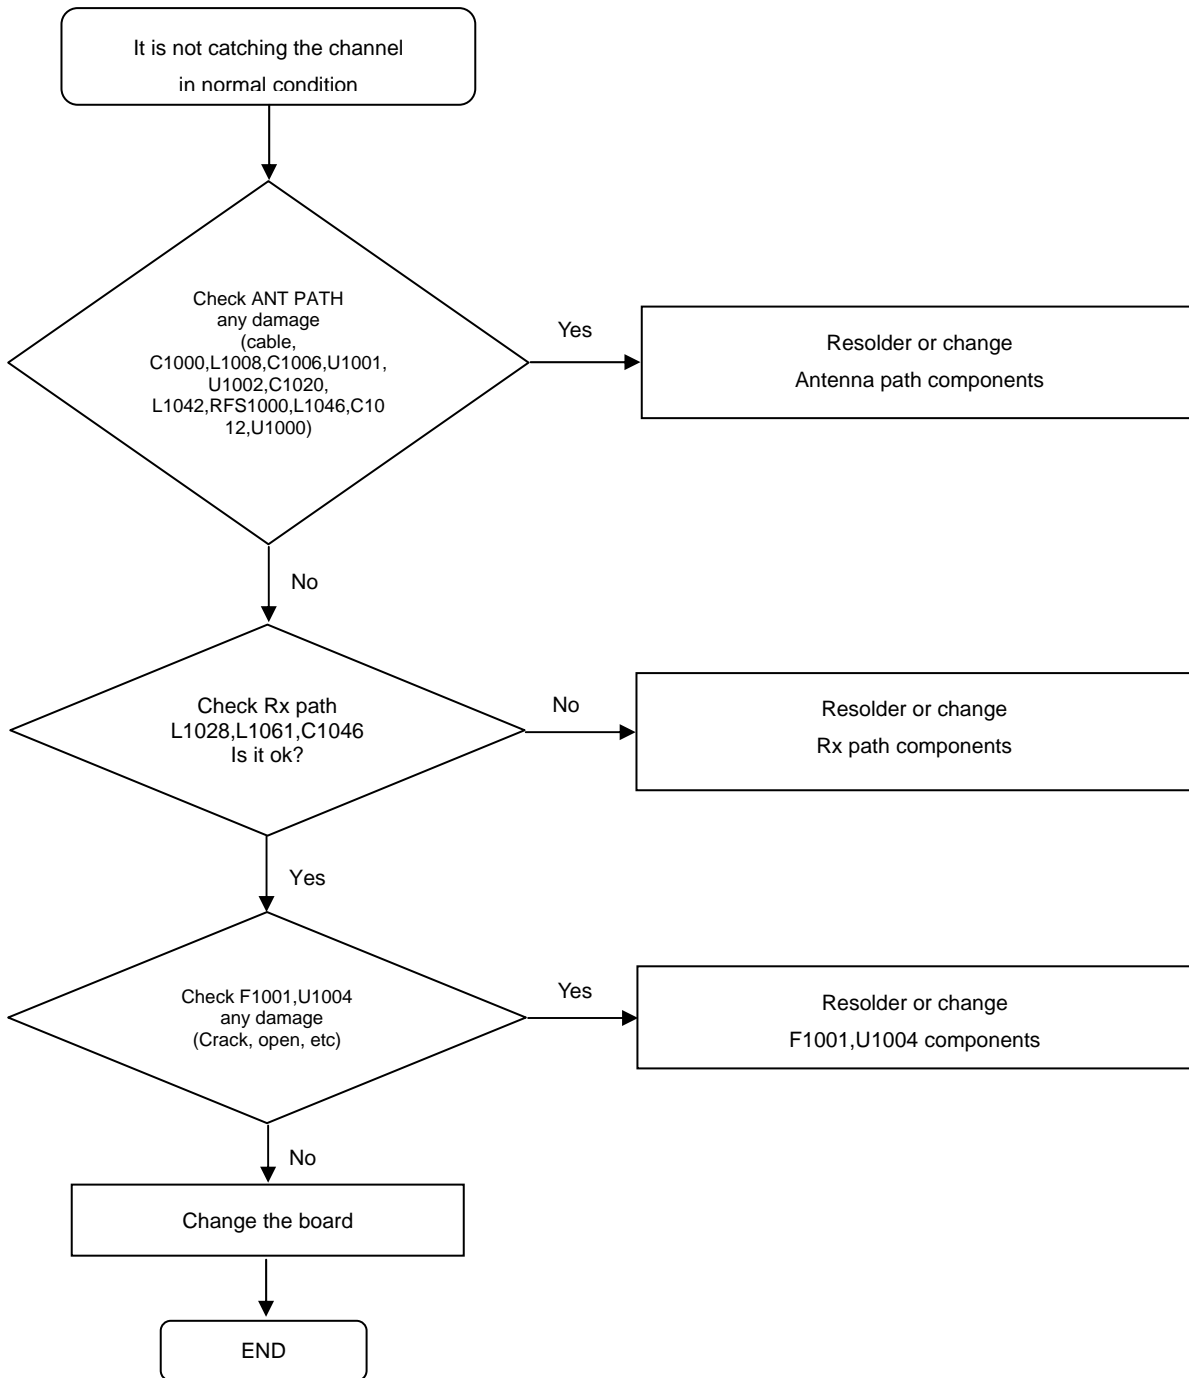 It is not catching the channel
in normal condition
Check ANT PATH
any damage
(cable,
C1000,L1008,C1006,U1001,
U1002,C1020,
L1042,RFS1000,L1046,C10
12,U1000)
Yes
Resolder or change
Antenna path components
No
Check Rx path
L1028,L1061,C1046
Is it ok?
No
Resolder or change
Rx path components
Yes
Check F1001,U1004
any damage
(Crack, open, etc)
Yes
Resolder or change
F1001,U1004 components
No
Change the board
END